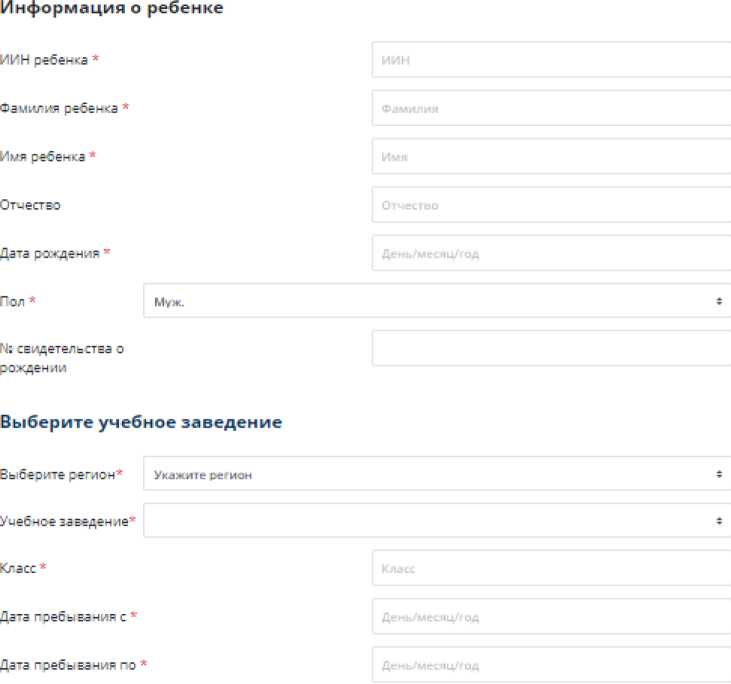 Информация о ребенке
ИИН ребенка * ИИН
Фамилия ребенка * Фамилия
Имя ребенка * Имя
Отчество Отчество
Дата рождения * День/месяц/год
Пол * Муж.
№ свидетельства о
рождении
Выберите учебное заведение
Выберите регион* Укажите регион
Учебное заведение*
Класс * Класс
Дата пребывания с * День/месяц/год
Дата пребывания по * День/месяц/год